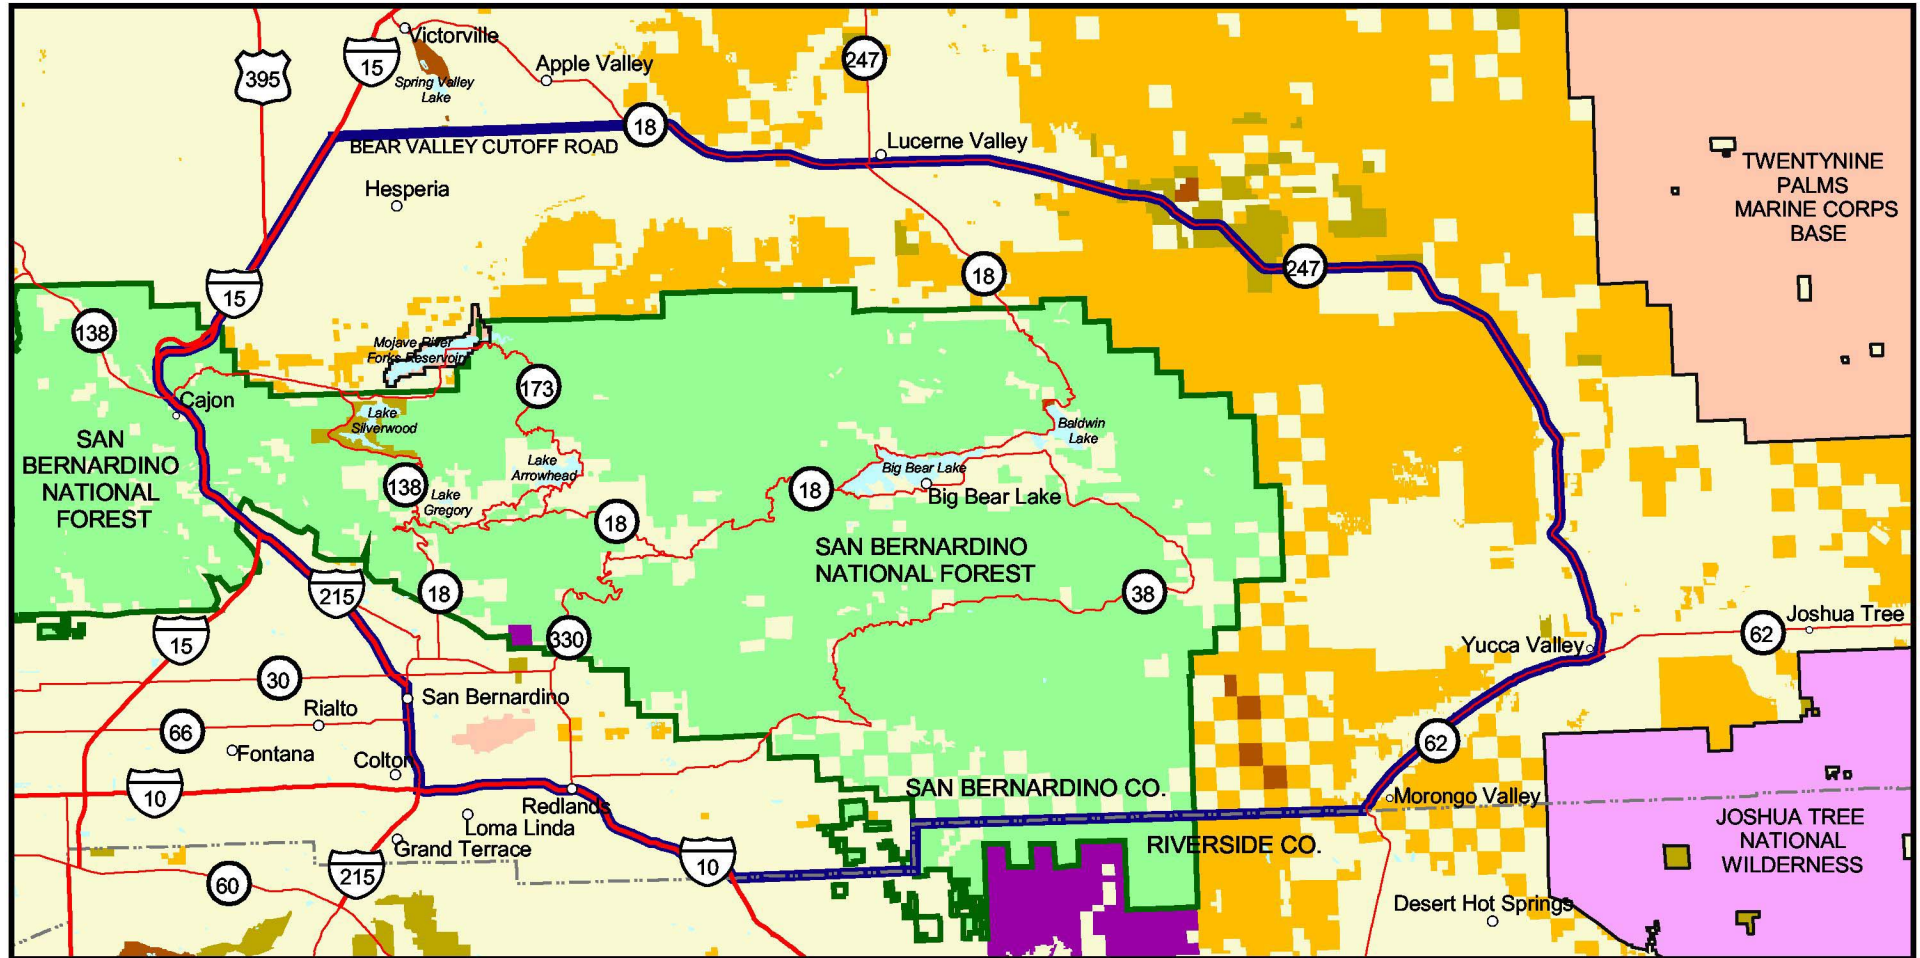 Victorville
395
15
Apple Valley
247
Spring Valley
Lake
18
BEAR VALLEY CUTOFF ROAD
Lucerne Valley
TWENTYNINE
PALMS
MARINE CORPS
BASE
Hesperia
18
247
15
138
Mojave River
Forks Reservoir
173
Cajon
Lake
Silverwood
Baldwin
Lake
SAN
BERNARDINO
NATIONAL
FOREST
Lake
Arrowhead
Big Bear Lake
138
Lake
Gregory
18
Big Bear Lake
18
SAN BERNARDINO
NATIONAL FOREST
215
18
38
15
330
62
Joshua Tree
Yucca Valley
30
San Bernardino
Rialto
66
Fontana
Colton
62
10
SAN BERNARDINO CO.
Morongo Valley
Redlands
Loma Linda
Grand Terrace
RIVERSIDE CO.
JOSHUA TREE
NATIONAL
WILDERNESS
10
215
60
Desert Hot Springs